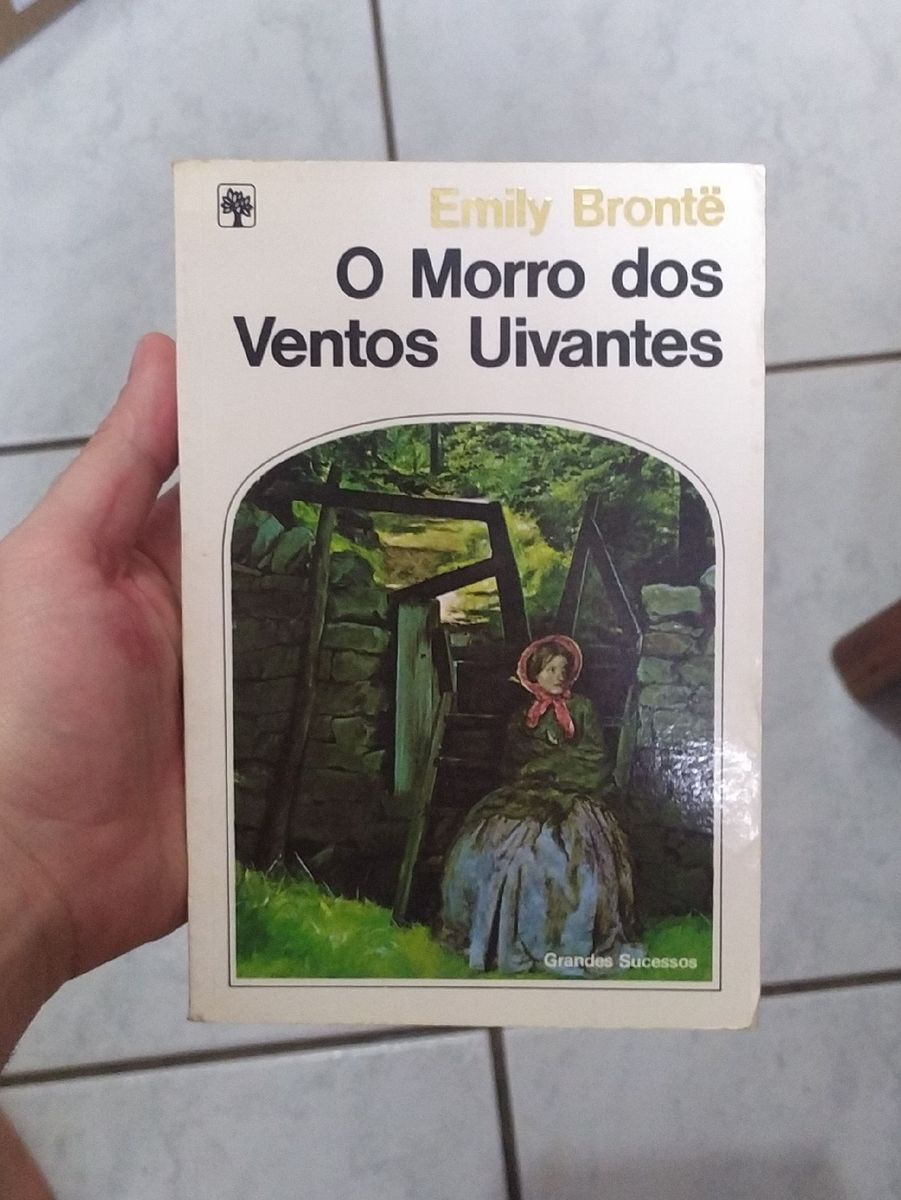 Emily Brontë
O Morro dos
Ventos Uivantes
Grandes Sucessos